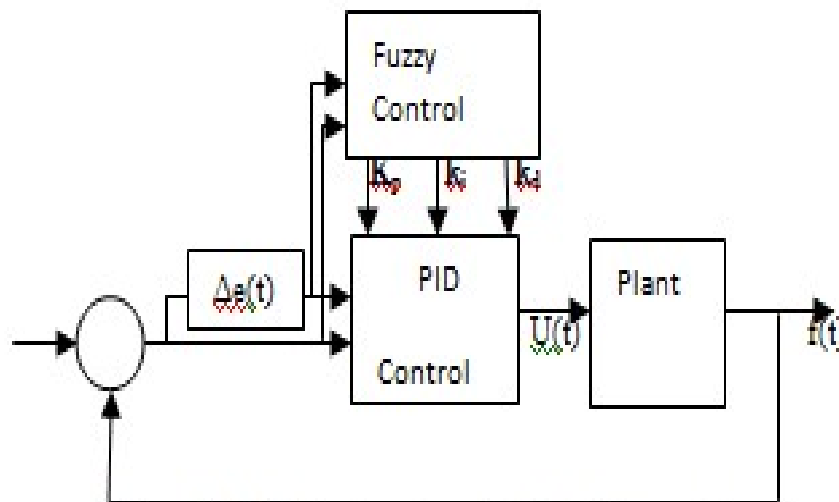 Fuzzy
Control
Kp Ki Kd
Δe(t)
PID
Control
U(t)
Plant
f(t)